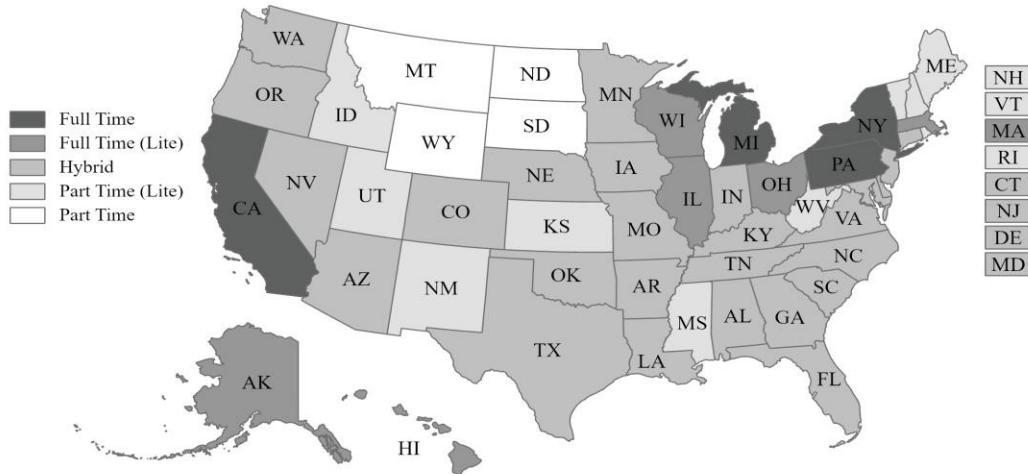 Full Time
Full Time (Lite)
Hybrid
Part Time (Lite)
Part Time
WA
OR
CA
NV
ID
MT
WY
UT
AZ
CO
NM
ND
SD
NE
KS
OK
TX
MN
IA
MO
AR
LA
WI
IL
MI
IN
OH
KY
TN
MS
AL
GA
FL
SC
NC
VA
WV
PA
NY
ME
AK
HI
NH
VT
MA
RI
CT
NJ
DE
MD